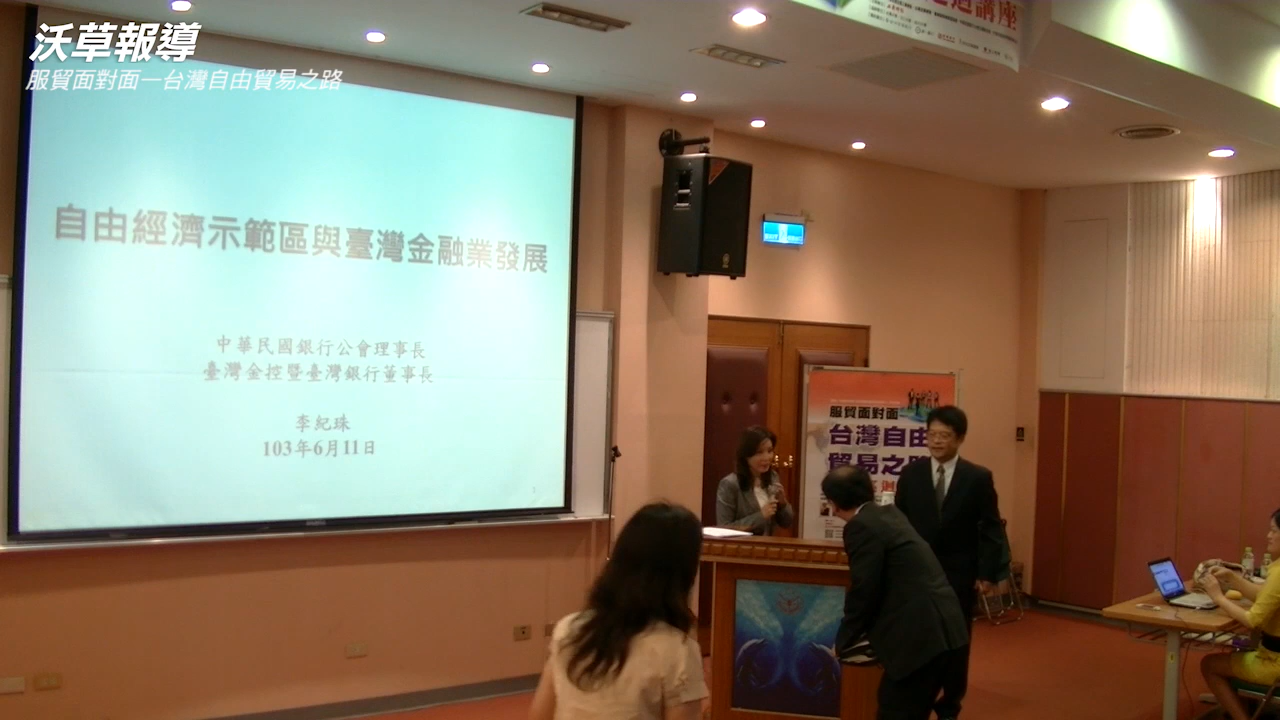 沃草報導
服貿面對面—台灣自由貿易之路
迴講座
自由經濟示範區與臺灣金融業發展
中華民國銀行公會理事長
臺灣金控暨臺灣銀行董事長
李紀珠
103年6月11日
服貿面對面
台灣自由
貿易之路